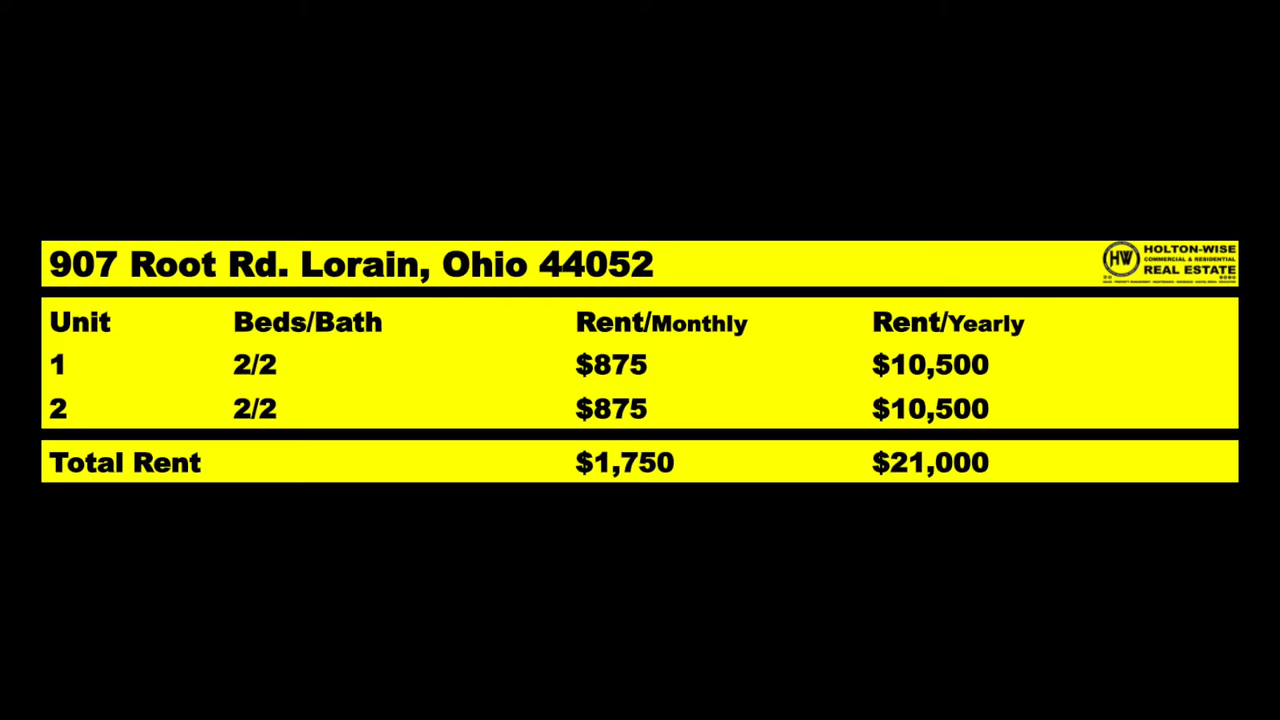 907 Root Rd. Lorain, Ohio 44052
HW
HOLTON-WISE
COMMERCIAL & RESIDENTIAL
REAL ESTATE
Unit Beds/Bath Rent/Monthly Rent/Yearly
1 2/2 $875 $10,500
2 2/2 $875 $10,500
Total Rent $1,750 $21,000